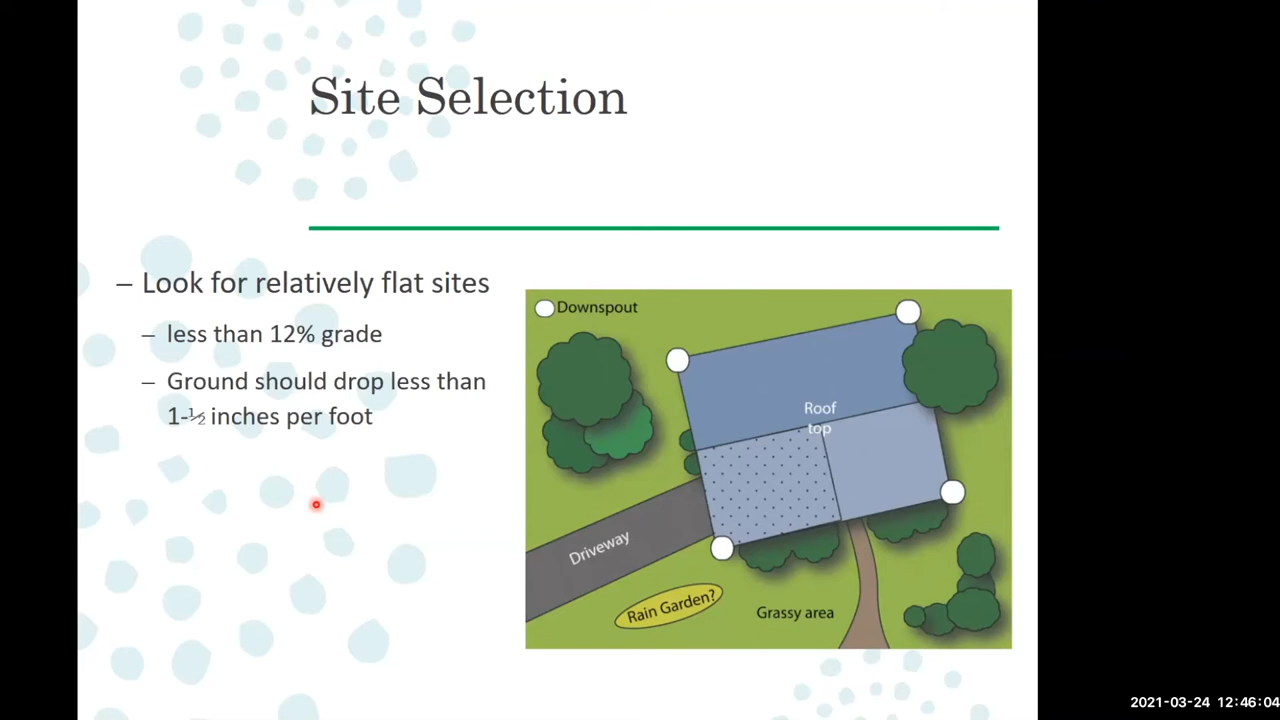 Site Selection
– Look for relatively flat sites
– less than 12% grade
– Ground should drop less than
1-½ inches per foot
Downspout
Roof
top
Driveway
Rain Garden?
Grassy area
2021-03-24 12:46:04